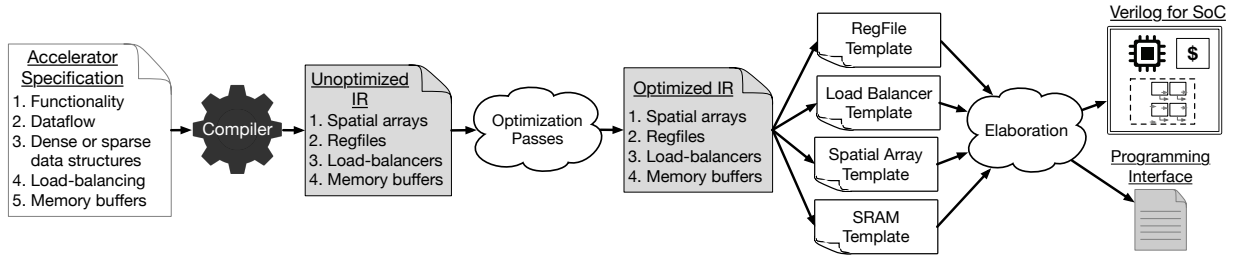 Accelerator
Specification
1. Functionality
2. Dataflow
3. Dense or sparse
data structures
4. Load-balancing
5. Memory buffers
Compiler
Unoptimized
IR
1. Spatial arrays
2. Regfiles
3. Load-balancers
4. Memory buffers
Optimization
Passes
Optimized IR
1. Spatial arrays
2. Regfiles
3. Load-balancers
4. Memory buffers
RegFile
Template
Load Balancer
Template
Spatial Array
Template
SRAM
Template
Elaboration
Verilog for SoC
$
Programming
Interface